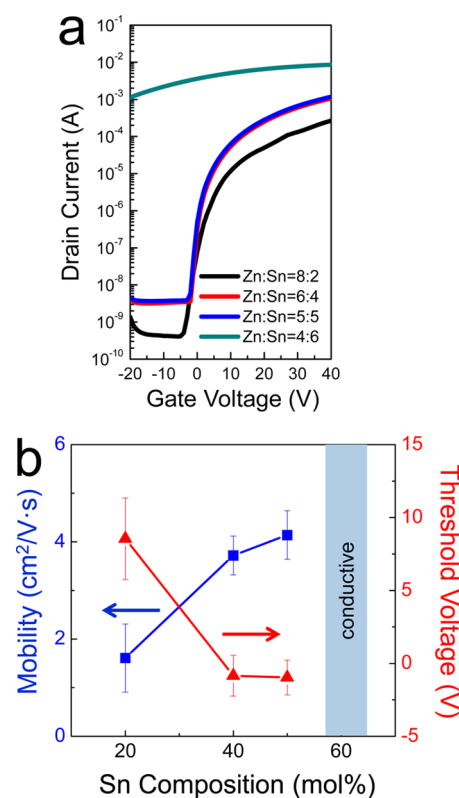 a
10⁻¹
10⁻²
10⁻³
10⁻⁴
10⁻⁵
10⁻⁶
10⁻⁷
10⁻⁸
10⁻⁹
10⁻¹⁰
Drain Current (A)
Zn:Sn=8:2
Zn:Sn=6:4
Zn:Sn=5:5
Zn:Sn=4:6
-20 -10 0 10 20 30 40
Gate Voltage (V)
b
6
4
2
0
Mobility (cm²/V·s)
conductive
15
10
5
0
-5
Threshold Voltage (V)
20 40 60
Sn Composition (mol%)